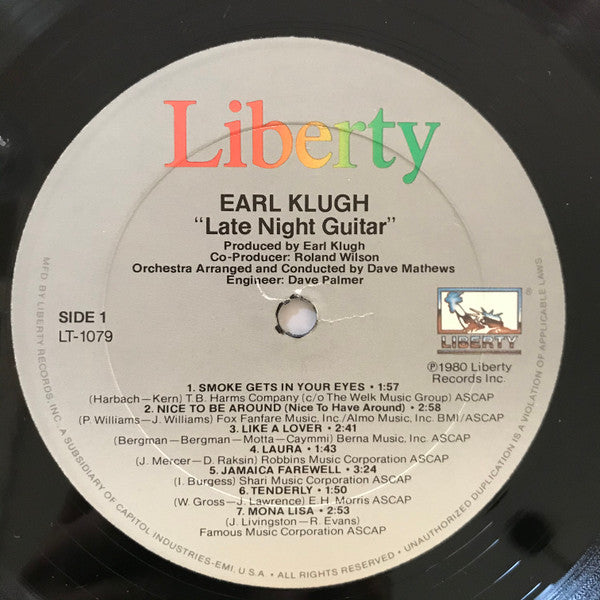 Liberty
EARL KLUGH
"Late Night Guitar"
Produced by Earl Klugh
Co-Producer: Roland Wilson
Orchestra Arranged and Conducted by Dave Mathews
Engineer: Dave Palmer
SIDE 1
LT-1079
LIBERTY
®
℗1980 Liberty
Records Inc.
1. SMOKE GETS IN YOUR EYES • 1:57
(Harbach-Kern) T.B. Harms Company (c/o The Welk Music Group) ASCAP
2. NICE TO BE AROUND (Nice To Have Around) • 2:58
(P. Williams-J. Williams) Fox Fanfare Music, Inc./Almo Music, Inc. BMI/ASCAP
3. LIKE A LOVER • 2:41
(Bergman-Bergman-Motta-Caymmi) Berna Music, Inc. ASCAP
4. LAURA • 1:43
(J. Mercer-D. Raksin) Robbins Music Corporation ASCAP
5. JAMAICA FAREWELL • 3:24
(I. Burgess) Shari Music Corporation ASCAP
6. TENDERLY • 1:50
(W. Gross-J. Lawrence) E.H. Morris ASCAP
7. MONA LISA • 2:53
(J. Livingston-R. Evans)
Famous Music Corporation ASCAP
MFD. BY LIBERTY RECORDS, INC. A SUBSIDIARY OF CAPITOL INDUSTRIES-EMI, U.S.A. • ALL RIGHTS RESERVED. • UNAUTHORIZED DUPLICATION IS A VIOLATION OF APPLICABLE LAWS